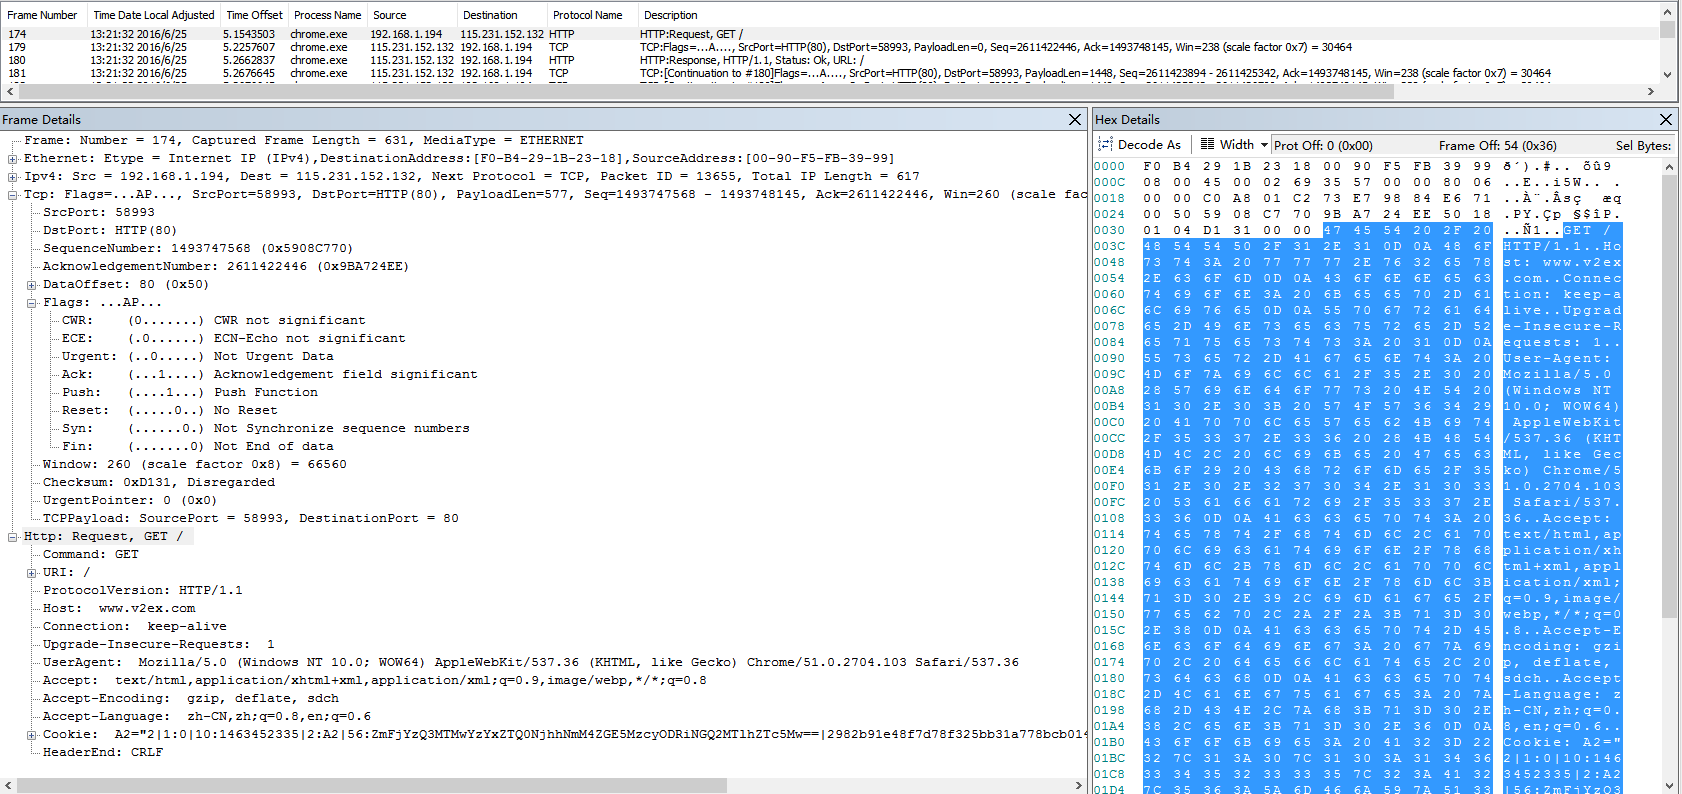 Frame Number Time Date Local Adjusted Time Offset Process Name Source Destination Protocol Name Description
174 13:21:32 2016/6/25 5.1543503 chrome.exe 192.168.1.194 115.231.152.132 HTTP HTTP:Request, GET /
179 13:21:32 2016/6/25 5.2257607 chrome.exe 115.231.152.132 192.168.1.194 TCP TCP:Flags=...A...., SrcPort=HTTP(80), DstPort=58993, PayloadLen=0, Seq=2611422446, Ack=1493748145, Win=238 (scale factor 0x7) = 30464
180 13:21:32 2016/6/25 5.2662837 chrome.exe 115.231.152.132 192.168.1.194 HTTP HTTP:Response, HTTP/1.1, Status: Ok, URL: /
181 13:21:32 2016/6/25 5.2676645 chrome.exe 115.231.152.132 192.168.1.194 TCP TCP:[Continuation to #180]Flags=...A...., SrcPort=HTTP(80), DstPort=58993, PayloadLen=1448, Seq=2611423894 - 2611425342, Ack=1493748145, Win=238 (scale factor 0x7) = 30464
Frame Details
Frame: Number = 174, Captured Frame Length = 631, MediaType = ETHERNET
Ethernet: Etype = Internet IP (IPv4),DestinationAddress:[F0-B4-29-1B-23-18],SourceAddress:[00-90-F5-FB-39-99]
Ipv4: Src = 192.168.1.194, Dest = 115.231.152.132, Next Protocol = TCP, Packet ID = 13655, Total IP Length = 617
Tcp: Flags=...AP..., SrcPort=58993, DstPort=HTTP(80), PayloadLen=577, Seq=1493747568 - 1493748145, Ack=2611422446, Win=260 (scale fac
SrcPort: 58993
DstPort: HTTP(80)
SequenceNumber: 1493747568 (0x5908C770)
AcknowledgementNumber: 2611422446 (0x9BA724EE)
DataOffset: 80 (0x50)
Flags: ...AP...
CWR: (0.......) CWR not significant
ECE: (.0......) ECN-Echo not significant
Urgent: (..0.....) Not Urgent Data
Ack: (...1....) Acknowledgement field significant
Push: (....1...) Push Function
Reset: (.....0..) No Reset
Syn: (......0.) Not Synchronize sequence numbers
Fin: (.......0) Not End of data
Window: 260 (scale factor 0x8) = 66560
Checksum: 0xD131, Disregarded
UrgentPointer: 0 (0x0)
TCPPayload: SourcePort = 58993, DestinationPort = 80
Http: Request, GET /
Command: GET
URI: /
ProtocolVersion: HTTP/1.1
Host: www.v2ex.com
Connection: keep-alive
Upgrade-Insecure-Requests: 1
UserAgent: Mozilla/5.0 (Windows NT 10.0; WOW64) AppleWebKit/537.36 (KHTML, like Gecko) Chrome/51.0.2704.103 Safari/537.36
Accept: text/html,application/xhtml+xml,application/xml;q=0.9,image/webp,*/*;q=0.8
Accept-Encoding: gzip, deflate, sdch
Accept-Language: zh-CN,zh;q=0.8,en;q=0.6
Cookie: A2="2|1:0|10:1463452335|2:A2|56:ZmFjYzQ3MTMwYzYxZTQ0NjhhNmM4ZGE5MzcyODRiNGQ2MTlhZTc5Mw==|2982b91e48f7d78f325bb31a778bcb014
HeaderEnd: CRLF
Hex Details
Decode As Width Prot Off: 0 (0x00) Frame Off: 54 (0x36) Sel Bytes:
0000 F0 B4 29 1B 23 18 00 90 F5 FB 39 99 ð´).#.. õû9
000C 08 00 45 00 02 69 35 57 00 00 80 06 ..E..i5W.. .
0018 00 00 C0 A8 01 C2 73 E7 98 84 E6 71 ..À¨.Âsç æq
0024 00 50 59 08 C7 70 9B A7 24 EE 50 18 .PY.Çp §$îP.
0030 01 04 D1 31 00 00 47 45 54 20 2F 20 ..Ñ1..GET /
003C 48 54 54 50 2F 31 2E 31 0D 0A 48 6F HTTP/1.1..Ho
0048 73 74 3A 20 77 77 77 2E 76 32 65 78 st: www.v2ex
0054 2E 63 6F 6D 0D 0A 43 6F 6E 6E 65 63 .com..Connec
0060 74 69 6F 6E 3A 20 6B 65 65 70 2D 61 tion: keep-a
006C 6C 69 76 65 0D 0A 55 70 67 72 61 64 live..Upgrad
0078 65 2D 49 6E 73 65 63 75 72 65 2D 52 e-Insecure-R
0084 65 71 75 65 73 74 73 3A 20 31 0D 0A equests: 1..
0090 55 73 65 72 2D 41 67 65 6E 74 3A 20 User-Agent:
009C 4D 6F 7A 69 6C 6C 61 2F 35 2E 30 20 Mozilla/5.0
00A8 28 57 69 6E 64 6F 77 73 20 4E 54 20 (Windows NT
00B4 31 30 2E 30 3B 20 57 4F 57 36 34 29 10.0; WOW64)
00C0 20 41 70 70 6C 65 57 65 62 4B 69 74 AppleWebKit
00CC 2F 35 33 37 2E 33 36 20 28 4B 48 54 /537.36 (KHT
00D8 4D 4C 2C 20 6C 69 6B 65 20 47 65 63 ML, like Gec
00E4 6B 6F 29 20 43 68 72 6F 6D 65 2F 35 ko) Chrome/5
00F0 31 2E 30 2E 32 37 30 34 2E 31 30 33 1.0.2704.103
00FC 20 53 61 66 61 72 69 2F 35 33 37 2E Safari/537.
0108 33 36 0D 0A 41 63 63 65 70 74 3A 20 36..Accept:
0114 74 65 78 74 2F 68 74 6D 6C 2C 61 70 text/html,ap
0120 70 6C 69 63 61 74 69 6F 6E 2F 78 68 plication/xh
012C 74 6D 6C 2B 78 6D 6C 2C 61 70 70 6C tml+xml,appl
0138 69 63 61 74 69 6F 6E 2F 78 6D 6C 3B ication/xml;
0144 71 3D 30 2E 39 2C 69 6D 61 67 65 2F q=0.9,image/
0150 77 65 62 70 2C 2A 2F 2A 3B 71 3D 30 webp,*/*;q=0
015C 2E 38 0D 0A 41 63 63 65 70 74 2D 45 .8..Accept-E
0168 6E 63 6F 64 69 6E 67 3A 20 67 7A 69 ncoding: gzi
0174 70 2C 20 64 65 66 6C 61 74 65 2C 20 p, deflate,
0180 73 64 63 68 0D 0A 41 63 63 65 70 74 sdch..Accept
018C 2D 4C 61 6E 67 75 61 67 65 3A 20 7A -Language: z
0198 68 2D 43 4E 2C 7A 68 3B 71 3D 30 2E h-CN,zh;q=0.
01A4 38 2C 65 6E 3B 71 3D 30 2E 36 0D 0A 8,en;q=0.6..
01B0 43 6F 6F 6B 69 65 3A 20 41 32 3D 22 Cookie: A2="
01BC 32 7C 31 3A 30 7C 31 30 3A 31 34 36 2|1:0|10:146
01C8 33 34 35 32 33 33 35 7C 32 3A 41 32 3452335|2:A2
01D4 7C 35 36 3A 5A 6D 46 6A 59 7A 51 33 |56:ZmFjYzQ3